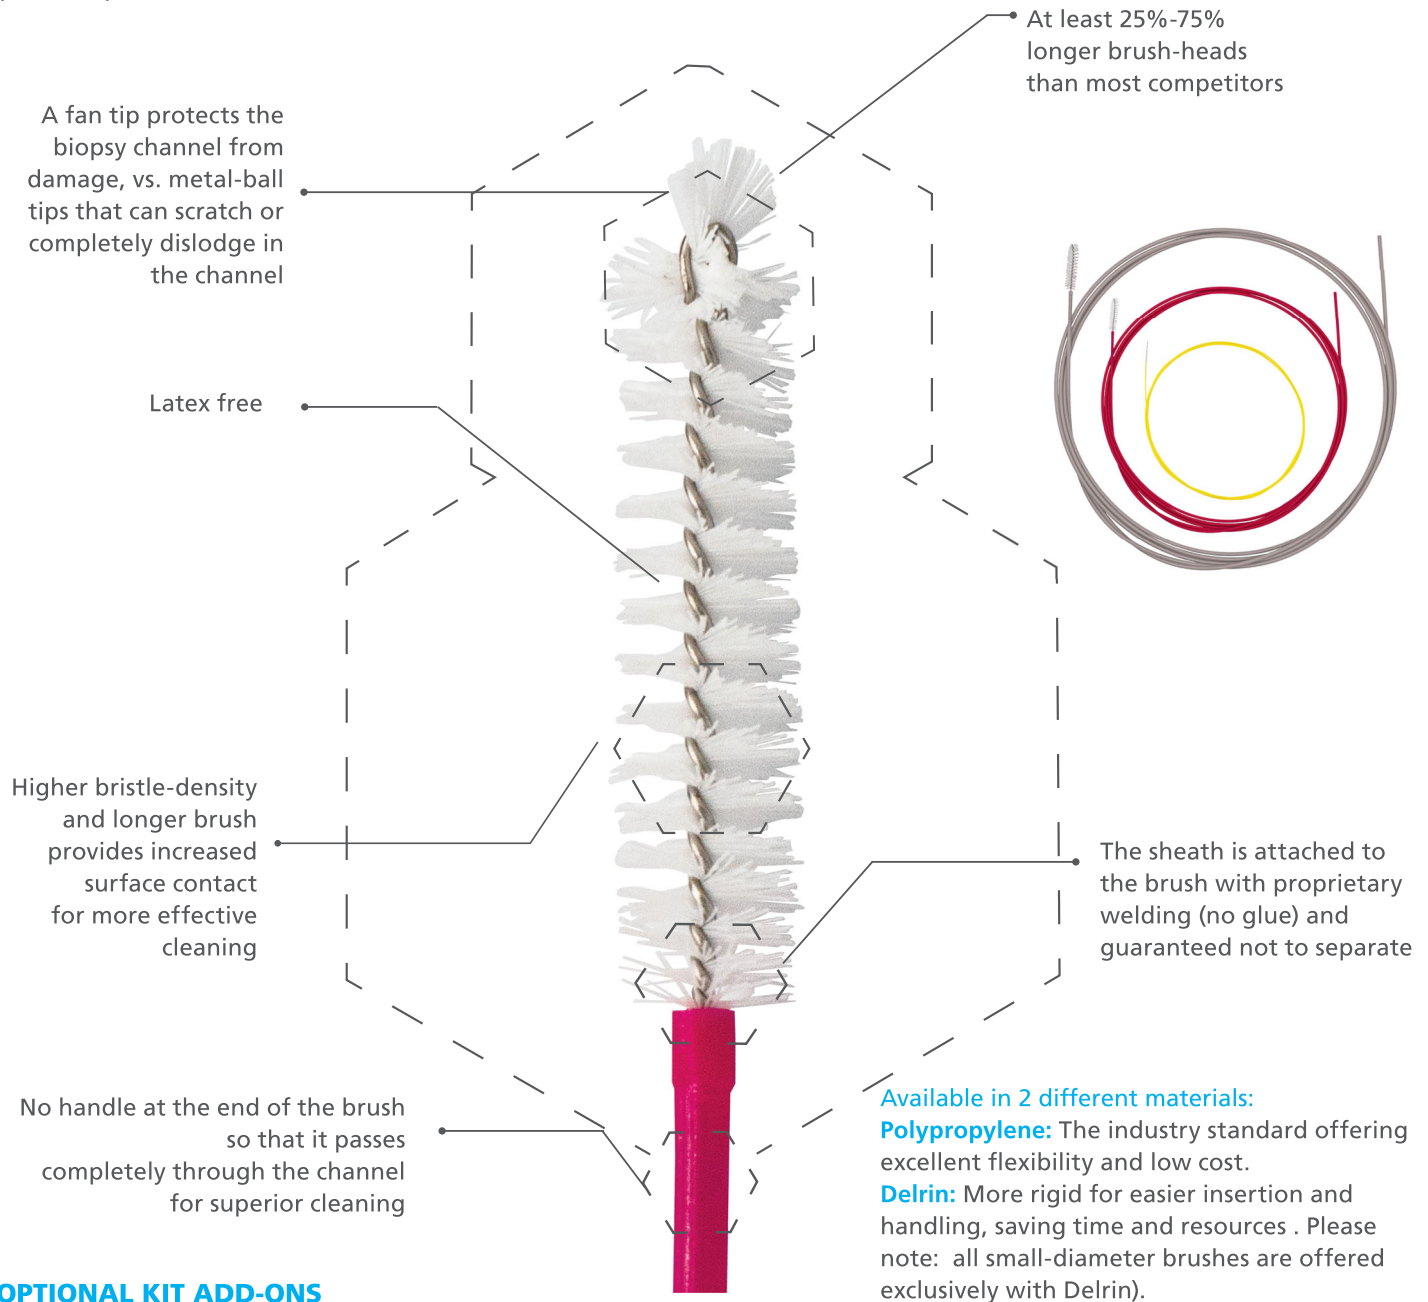 At least 25%-75%
longer brush-heads
than most competitors
A fan tip protects the
biopsy channel from
damage, vs. metal-ball
tips that can scratch or
completely dislodge in
the channel
Latex free
Higher bristle-density
and longer brush
provides increased
surface contact
for more effective
cleaning
The sheath is attached to
the brush with proprietary
welding (no glue) and
guaranteed not to separate
No handle at the end of the brush
so that it passes
completely through the channel
for superior cleaning
Available in 2 different materials:
Polypropylene: The industry standard offering
excellent flexibility and low cost.
Delrin: More rigid for easier insertion and
handling, saving time and resources . Please
note:  all small-diameter brushes are offered
exclusively with Delrin).
OPTIONAL KIT ADD-ONS